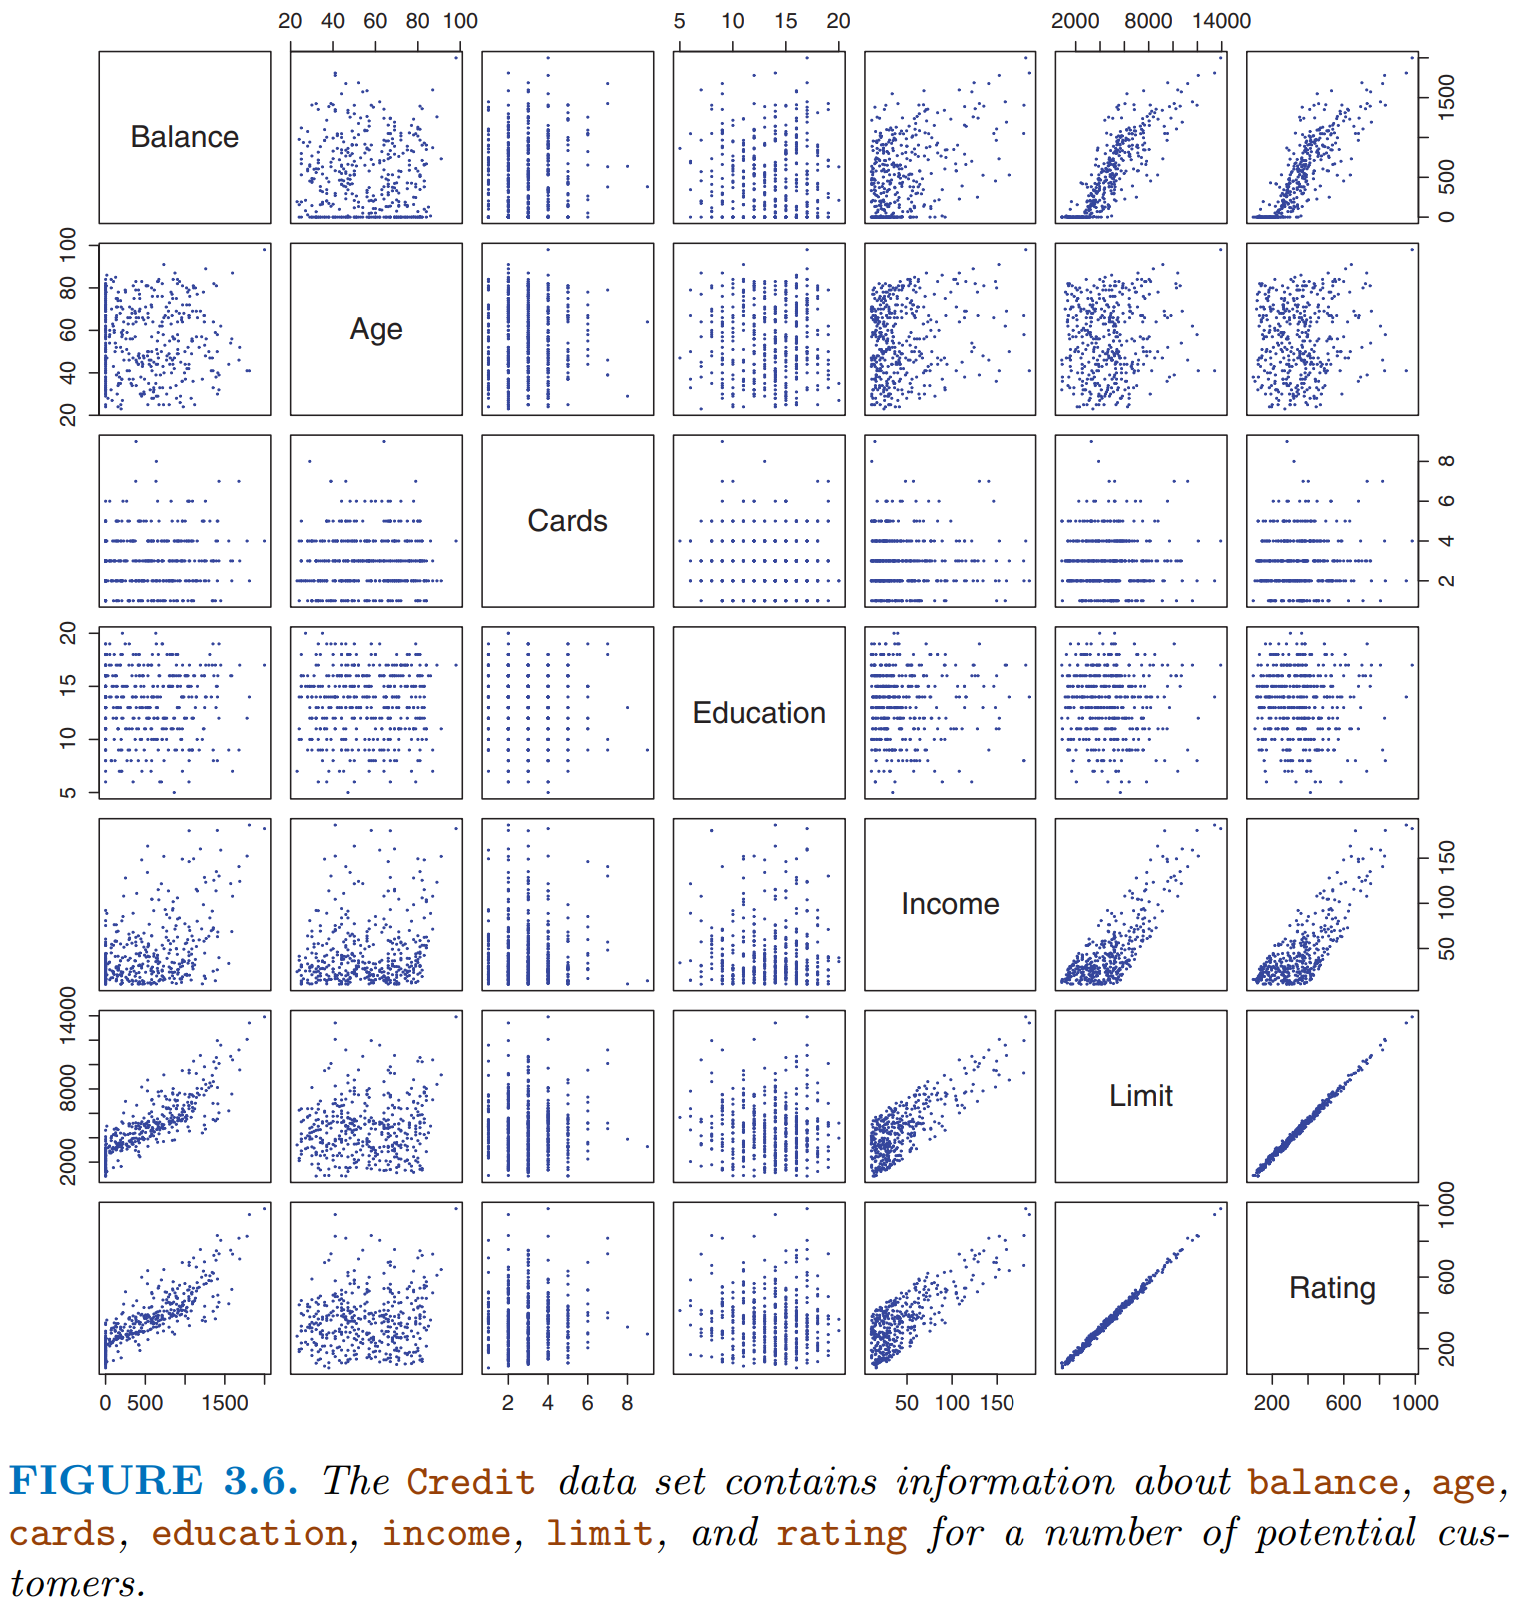 20 40 60 80 100 5 10 15 20 2000 8000 14000
Balance
0 500 1500
20 40 60 80 100
Age
Cards
2 4 6 8
5 10 15 20
Education
Income
50 100 150
2000 8000 14000
Limit
Rating
200 600 1000
0 500 1500 2 4 6 8 50 100 150 200 600 1000
FIGURE 3.6. The Credit data set contains information about balance, age,
cards, education, income, limit, and rating for a number of potential cus-
tomers.